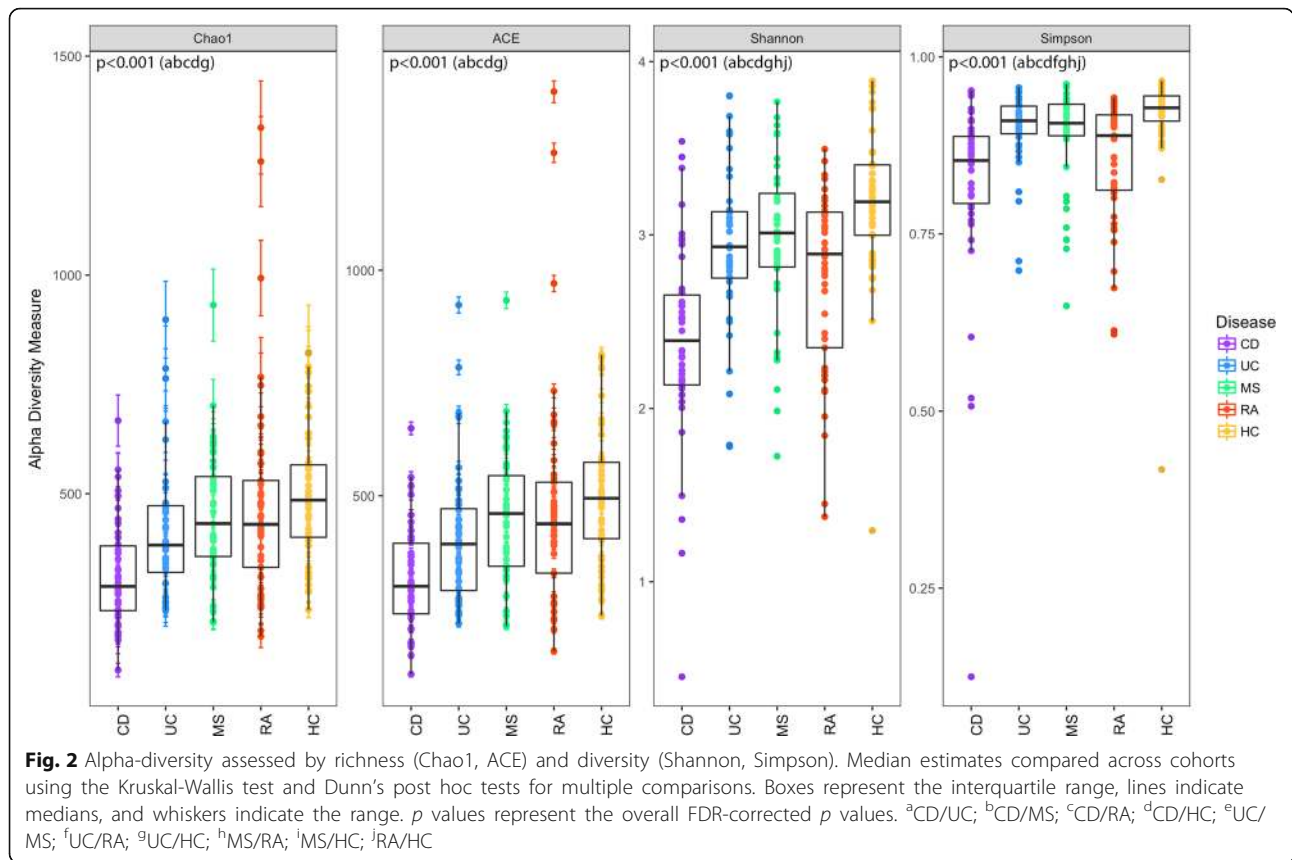 Chao1 ACE Shannon Simpson
p<0.001 (abcdg) p<0.001 (abcdg) p<0.001 (abcdghj) p<0.001 (abcdfghj)
Alpha Diversity Measure
1500
1000
500
1000
500
4
3
2
1
1.00
0.75
0.50
0.25
CD UC MS RA HC CD UC MS RA HC CD UC MS RA HC CD UC MS RA HC
Disease
CD
UC
MS
RA
HC
Fig. 2 Alpha-diversity assessed by richness (Chao1, ACE) and diversity (Shannon, Simpson). Median estimates compared across cohorts
using the Kruskal-Wallis test and Dunn's post hoc tests for multiple comparisons. Boxes represent the interquartile range, lines indicate
medians, and whiskers indicate the range. p values represent the overall FDR-corrected p values. ᵃCD/UC; ᵇCD/MS; ᶜCD/RA; ᵈCD/HC; ᵉUC/
MS; ᶠUC/RA; ᵍUC/HC; ʰMS/RA; ⁱMS/HC; ʲRA/HC